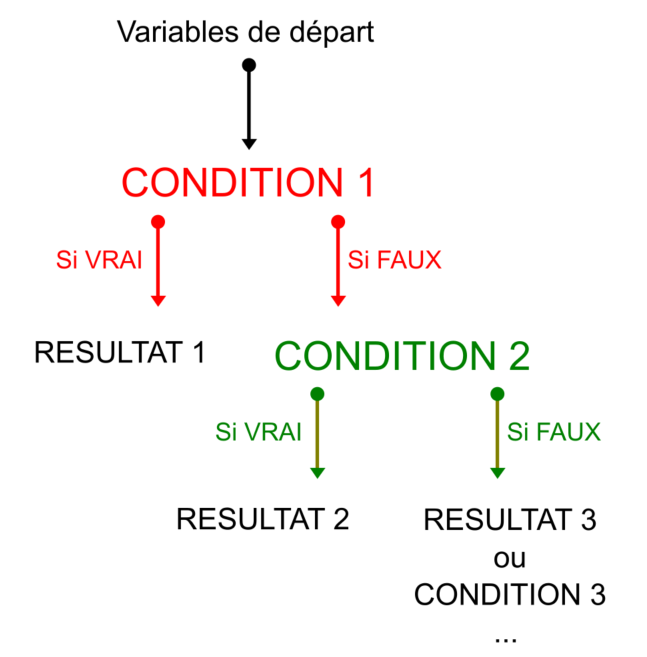 Variables de départ
CONDITION 1
Si VRAI
Si FAUX
RESULTAT 1
CONDITION 2
Si VRAI
Si FAUX
RESULTAT 2
RESULTAT 3
ou
CONDITION 3
...